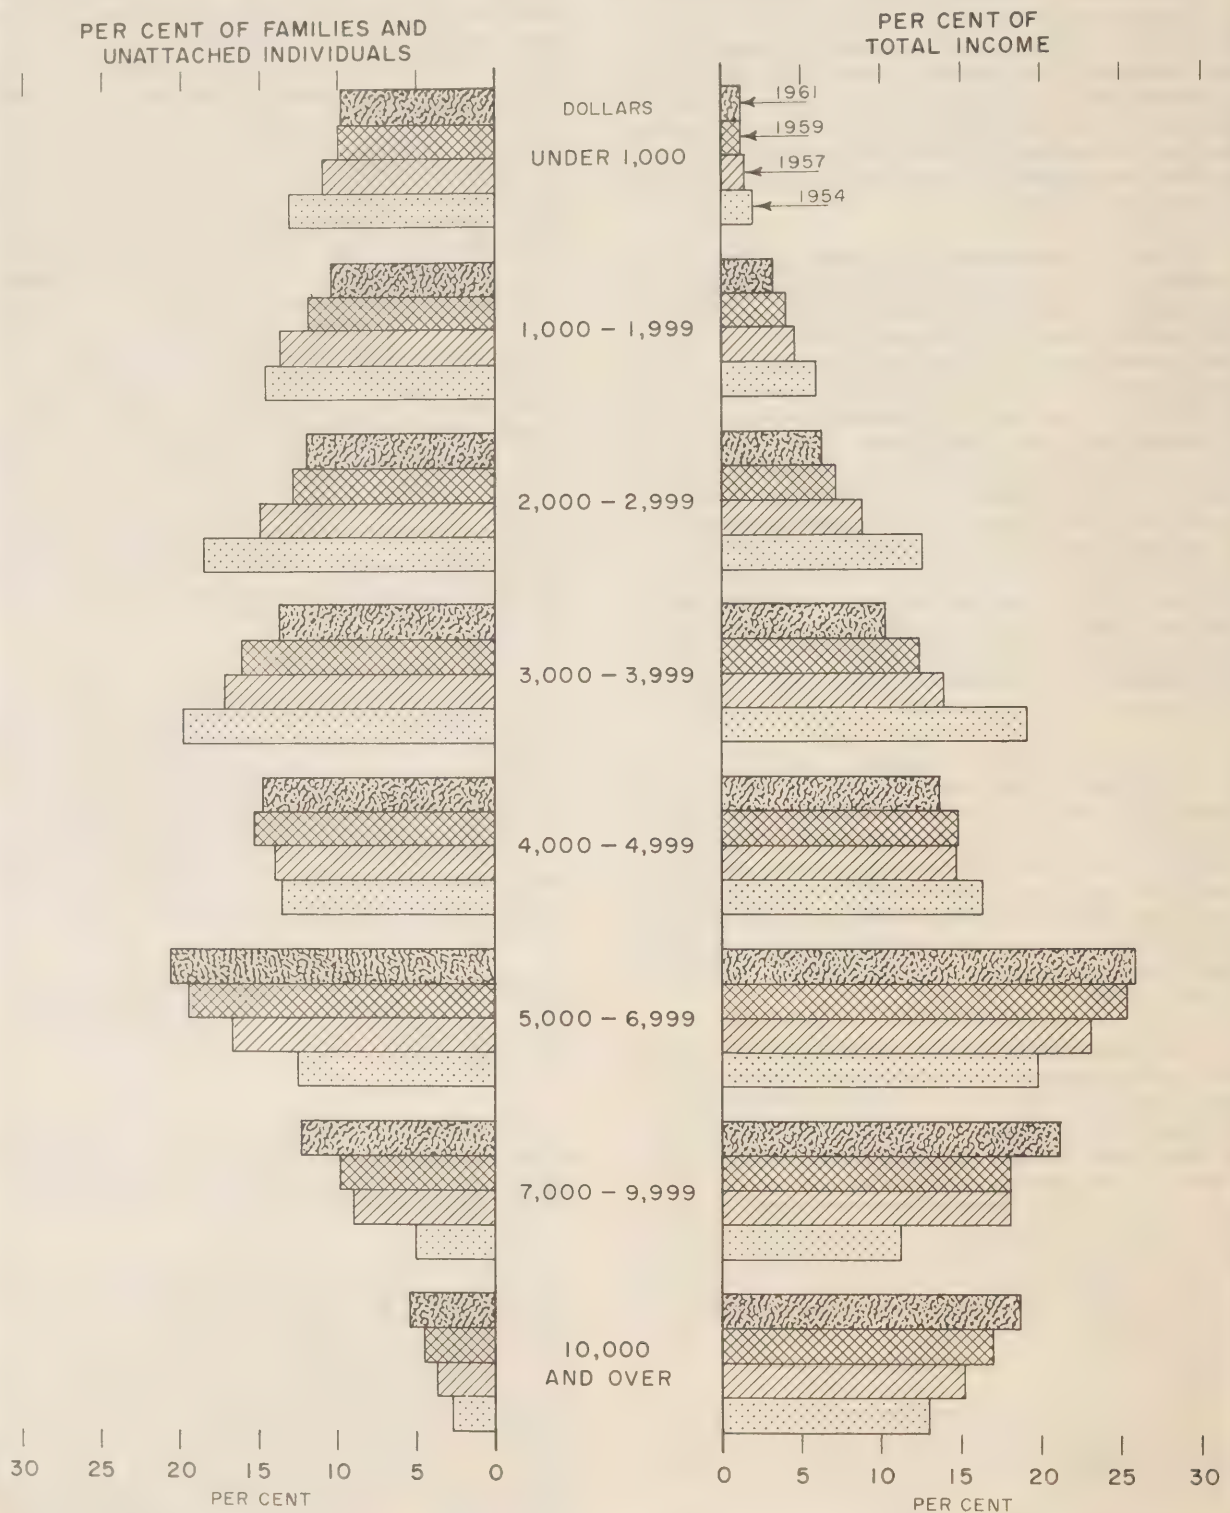 PER CENT OF FAMILIES AND
UNATTACHED INDIVIDUALS
PER CENT OF
TOTAL INCOME
DOLLARS
UNDER 1,000
1961
1959
1957
1954
1,000 – 1,999
2,000 – 2,999
3,000 – 3,999
4,000 – 4,999
5,000 – 6,999
7,000 – 9,999
10,000
AND OVER
30 25 20 15 10 5 0
PER CENT
0 5 10 15 20 25 30
PER CENT